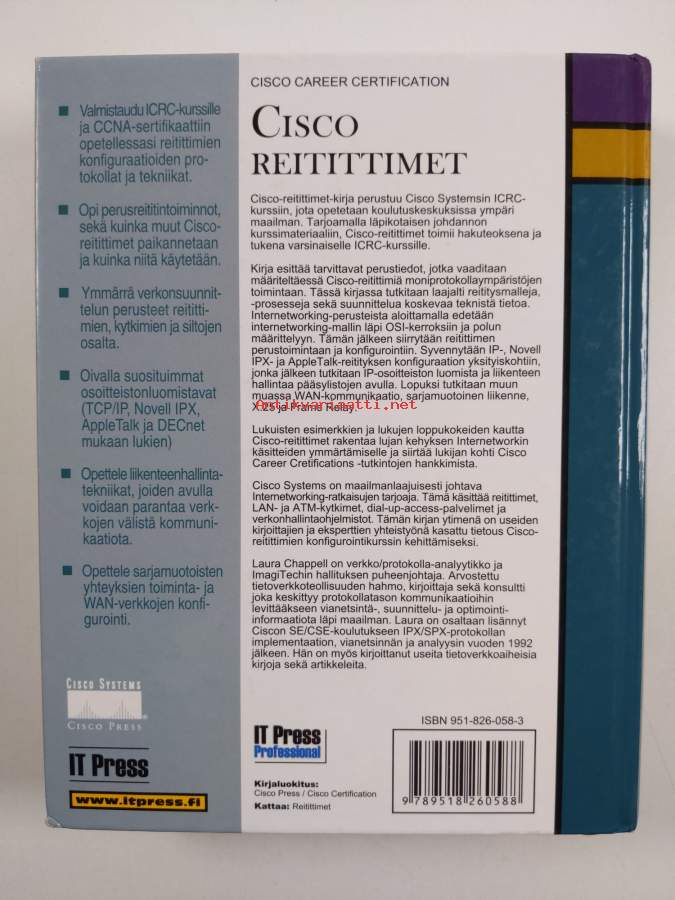 Valmistaudu ICRC-kurssille
ja CCNA-sertifikaattiin
opetellessasi reitittimien
konfiguraatioiden pro-
tokollat ja tekniikat.
Opi perusreititintoiminnot,
sekä kuinka muut Cisco-
reitittimet paikannetaan
ja kuinka niitä käytetään.
Ymmärrä verkonsuunnit-
telun perusteet reititti-
mien, kytkimien ja siltojen
osalta.
Oivalla suosituimmat
osoitteistonluomistavat
(TCP/IP, Novell IPX,
AppleTalk ja DECnet
mukaan lukien)
Opettele liikenteenhallinta-
tekniikat, joiden avulla
voidaan parantaa verk-
kojen välistä kommuni-
kaatiota.
Opettele sarjamuotoisten
yhteyksien toiminta- ja
WAN-verkkojen konfi-
gurointi.
CISCO SYSTEMS
CISCO PRESS
IT Press
www.itpress.fi
CISCO CAREER CERTIFICATION
CISCO
REITITTIMET
Cisco-reitittimet-kirja perustuu Cisco Systemsin ICRC-
kurssiin, jota opetetaan koulutuskeskuksissa ympäri
maailman. Tarjoamalla läpikotaisen johdannon
kurssimateriaaliin, Cisco-reitittimet toimii hakuteoksena ja
tukena varsinaiselle ICRC-kurssille.
Kirja esittää tarvittavat perustiedot, jotka vaaditaan
määriteltäessä Cisco-reitittimiä moniprotokollaympäristöjen
toimintaan. Tässä kirjassa tutkitaan laajalti reititysmalleja,
-prosesseja sekä suunnittelua koskevaa teknistä tietoa.
Internetworking-perusteista aloittamalla edetään
internetworking-mallin läpi OSI-kerroksiin ja polun
määrittelyyn. Tämän jälkeen siirrytään reitittimen
perustoimintaan ja konfigurointiin. Syvennytään IP-, Novell
IPX- ja AppleTalk-reitityksen konfiguraation yksityiskohtiin,
jonka jälkeen tutkitaan IP-osoitteiston luomista ja liikenteen
hallintaa pääsylistojen avulla. Lopuksi tutkitaan muun
muassa WAN-kommunikaatio, sarjamuotoinen liikenne,
X.25 ja Frame Relay.
antikvariaatti.net
Lukuisten esimerkkien ja lukujen loppukokeiden kautta
Cisco-reitittimet rakentaa lujan kehyksen Internetworkin
käsitteiden ymmärtämiselle ja siirtää lukijan kohti Cisco
Career Cretifications -tutkintojen hankkimista.
Cisco Systems on maailmanlaajuisesti johtava
Internetworking-ratkaisujen tarjoaja. Tämä käsittää reitittimet,
LAN- ja ATM-kytkimet, dial-up-access-palvelimet ja
verkonhallintaohjelmistot. Tämän kirjan ytimenä on useiden
kirjoittajien ja eksperttien yhteistyönä kasattu tietous Cisco-
reitittimien konfigurointikurssin kehittämiseksi.
Laura Chappell on verkko/protokolla-analyytikko ja
ImagiTechin hallituksen puheenjohtaja. Arvostettu
tietoverkkoteollisuuden hahmo, kirjoittaja sekä konsultti
joka keskittyy protokollatason kommunikaatioihin
levittääkseen vianetsintä-, suunnittelu- ja optimointi-
informaatiota läpi maailman. Laura on osaltaan lisännyt
Ciscon SE/CSE-koulutukseen IPX/SPX-protokollan
implementaation, vianetsinnän ja analyysin vuoden 1992
jälkeen. Hän on myös kirjoittanut useita tietoverkkoaiheisia
kirjoja sekä artikkeleita.
IT Press
Professional
Kirjaluokitus:
Cisco Press / Cisco Certification
Kattaa: Reitittimet
ISBN 951-826-058-3
9 789518 260588